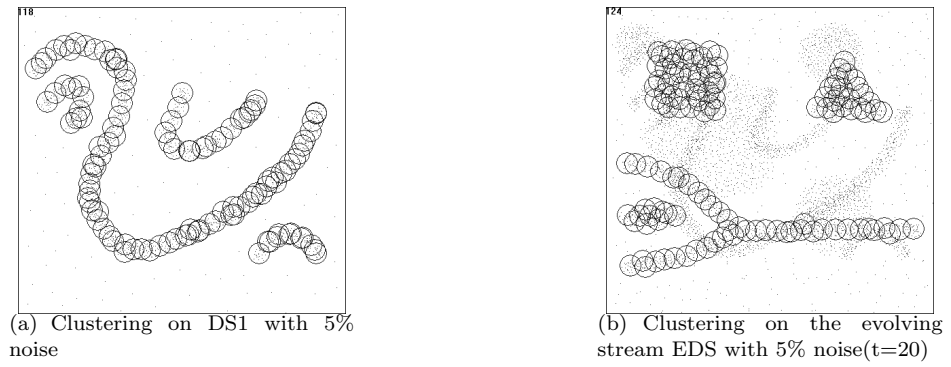 118
124
(a) Clustering on DS1 with 5%
noise
(b) Clustering on the evolving
stream EDS with 5% noise(t=20)